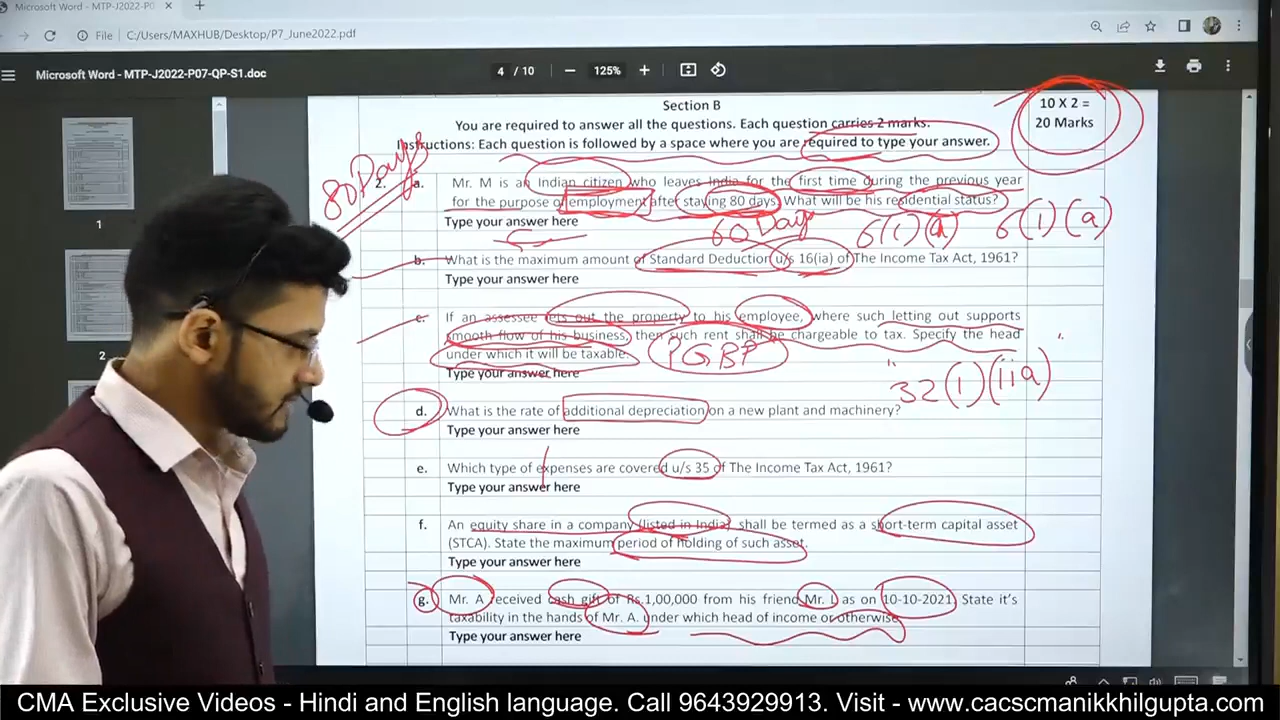 Microsoft Word - MTP-J2022-P0
File C:/Users/MAXHUB/Desktop/P7_June2022.pdf
Microsoft Word - MTP-J2022-P07-QP-S1.doc
4 / 10
125%
1
2
Section B
10 X 2 =
20 Marks
You are required to answer all the questions. Each question carries 2 marks.
Instructions: Each question is followed by a space where you are required to type your answer.
80 Days
2. a. Mr. M is an Indian citizen who leaves India for the first time during the previous year
for the purpose of employment after staying 80 days. What will be his residential status?
Type your answer here
60 Days 6(1)(a) 6(1)(a)
b. What is the maximum amount of Standard Deduction u/s 16(ia) of The Income Tax Act, 1961?
Type your answer here
c. If an assessee lets out the property to his employee, where such letting out supports
smooth flow of his business, then such rent shall be chargeable to tax. Specify the head
under which it will be taxable.
PGBP
Type your answer here
32(1)(iia)
d. What is the rate of additional depreciation on a new plant and machinery?
Type your answer here
e. Which type of expenses are covered u/s 35 of The Income Tax Act, 1961?
Type your answer here
f. An equity share in a company (listed in India) shall be termed as a short-term capital asset
(STCA). State the maximum period of holding of such asset.
Type your answer here
g. Mr. A received cash gift of Rs.1,00,000 from his friend Mr. L as on 10-10-2021. State it's
taxability in the hands of Mr. A. under which head of income or otherwise.
Type your answer here
CMA Exclusive Videos - Hindi and English language. Call 9643929913. Visit - www.cacscmanikkhilgupta.com